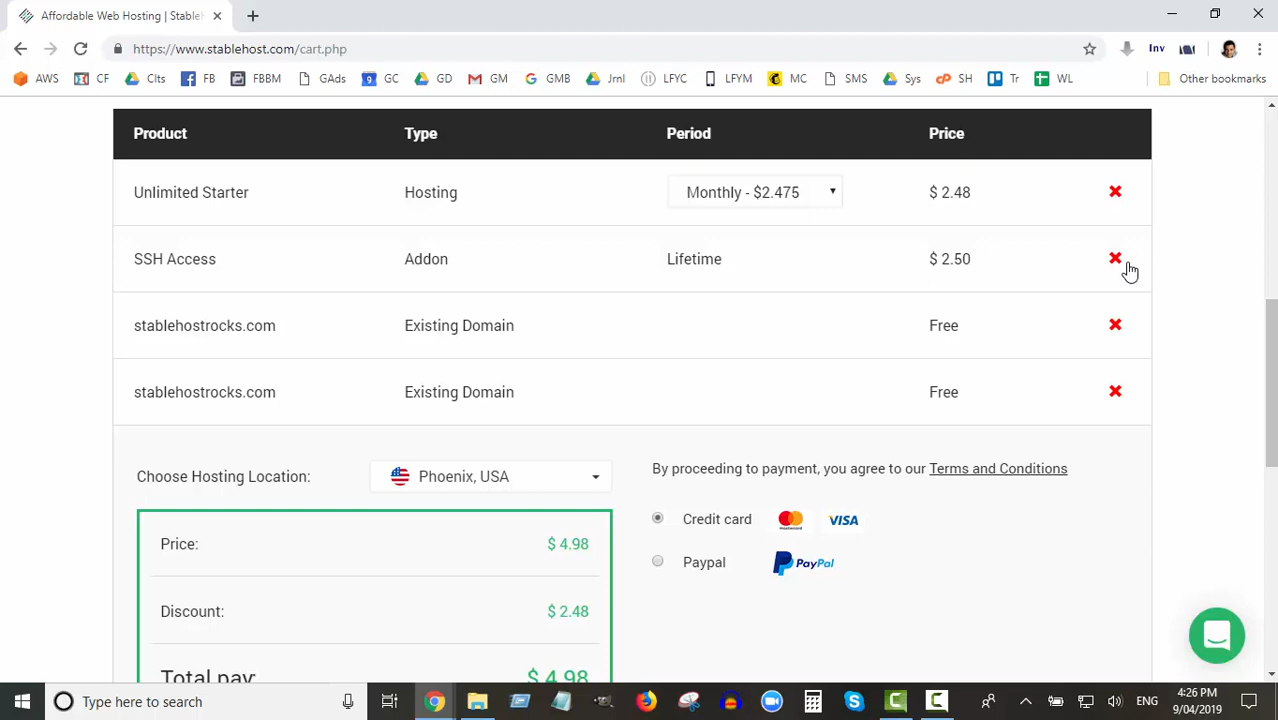 Affordable Web Hosting | StableH
https://www.stablehost.com/cart.php
Inv
AWS CF Clts FB FBBM GAds GC GD GM GMB Jrnl LFYC LFYM MC SMS Sys SH Tr WL Other bookmarks
Product Type Period Price
Unlimited Starter Hosting Monthly - $2.475 $ 2.48
SSH Access Addon Lifetime $ 2.50
stablehostrocks.com Existing Domain Free
stablehostrocks.com Existing Domain Free
Choose Hosting Location: Phoenix, USA
By proceeding to payment, you agree to our Terms and Conditions
Credit card mastercard VISA
Paypal PayPal
Price: $ 4.98
Discount: $ 2.48
Total pay: $ 4.98
Type here to search
ENG
4:26 PM
9/04/2019